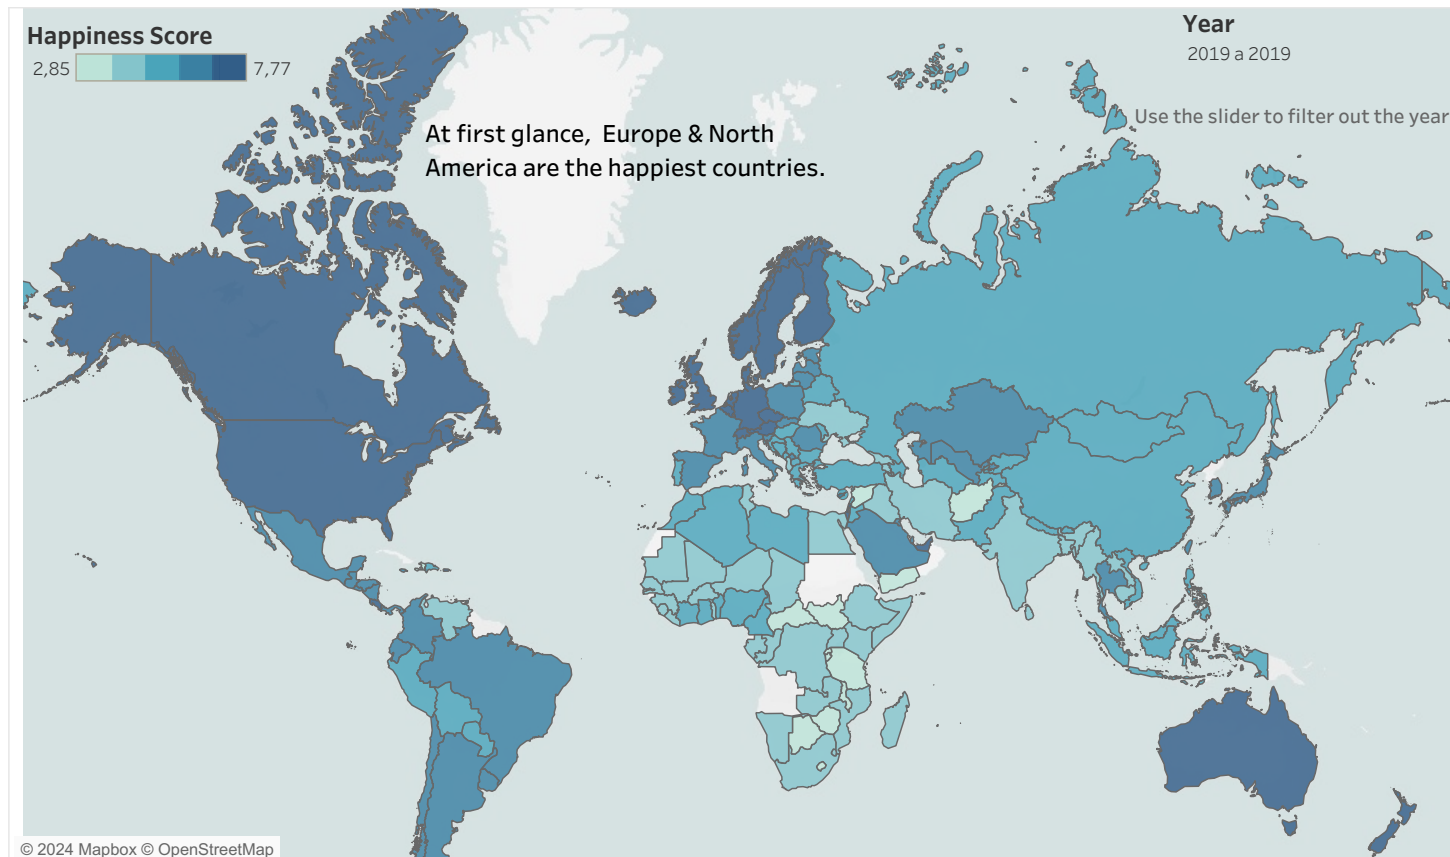 Happiness Score
2,85 7,77
Year
2019 a 2019
Use the slider to filter out the year
At first glance,  Europe & North
America are the happiest countries.
© 2024 Mapbox © OpenStreetMap